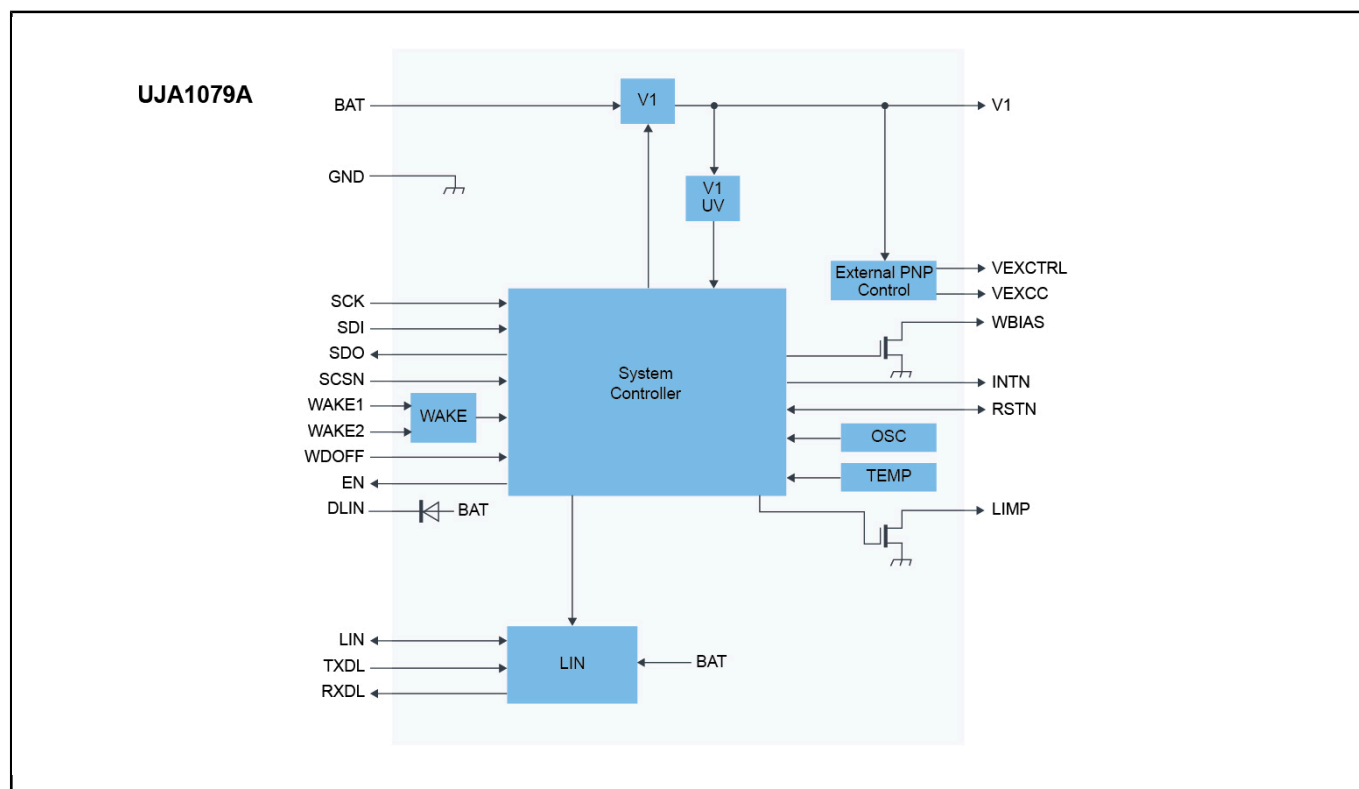 UJA1079A
BAT
V1
V1
GND
V1
UV
External PNP
Control
VEXCTRL
VEXCC
WBIAS
SCK
SDI
SDO
SCSN
WAKE1
WAKE2
WAKE
WDOFF
EN
DLIN
BAT
System
Controller
INTN
RSTN
OSC
TEMP
LIMP
LIN
TXDL
RXDL
LIN
BAT